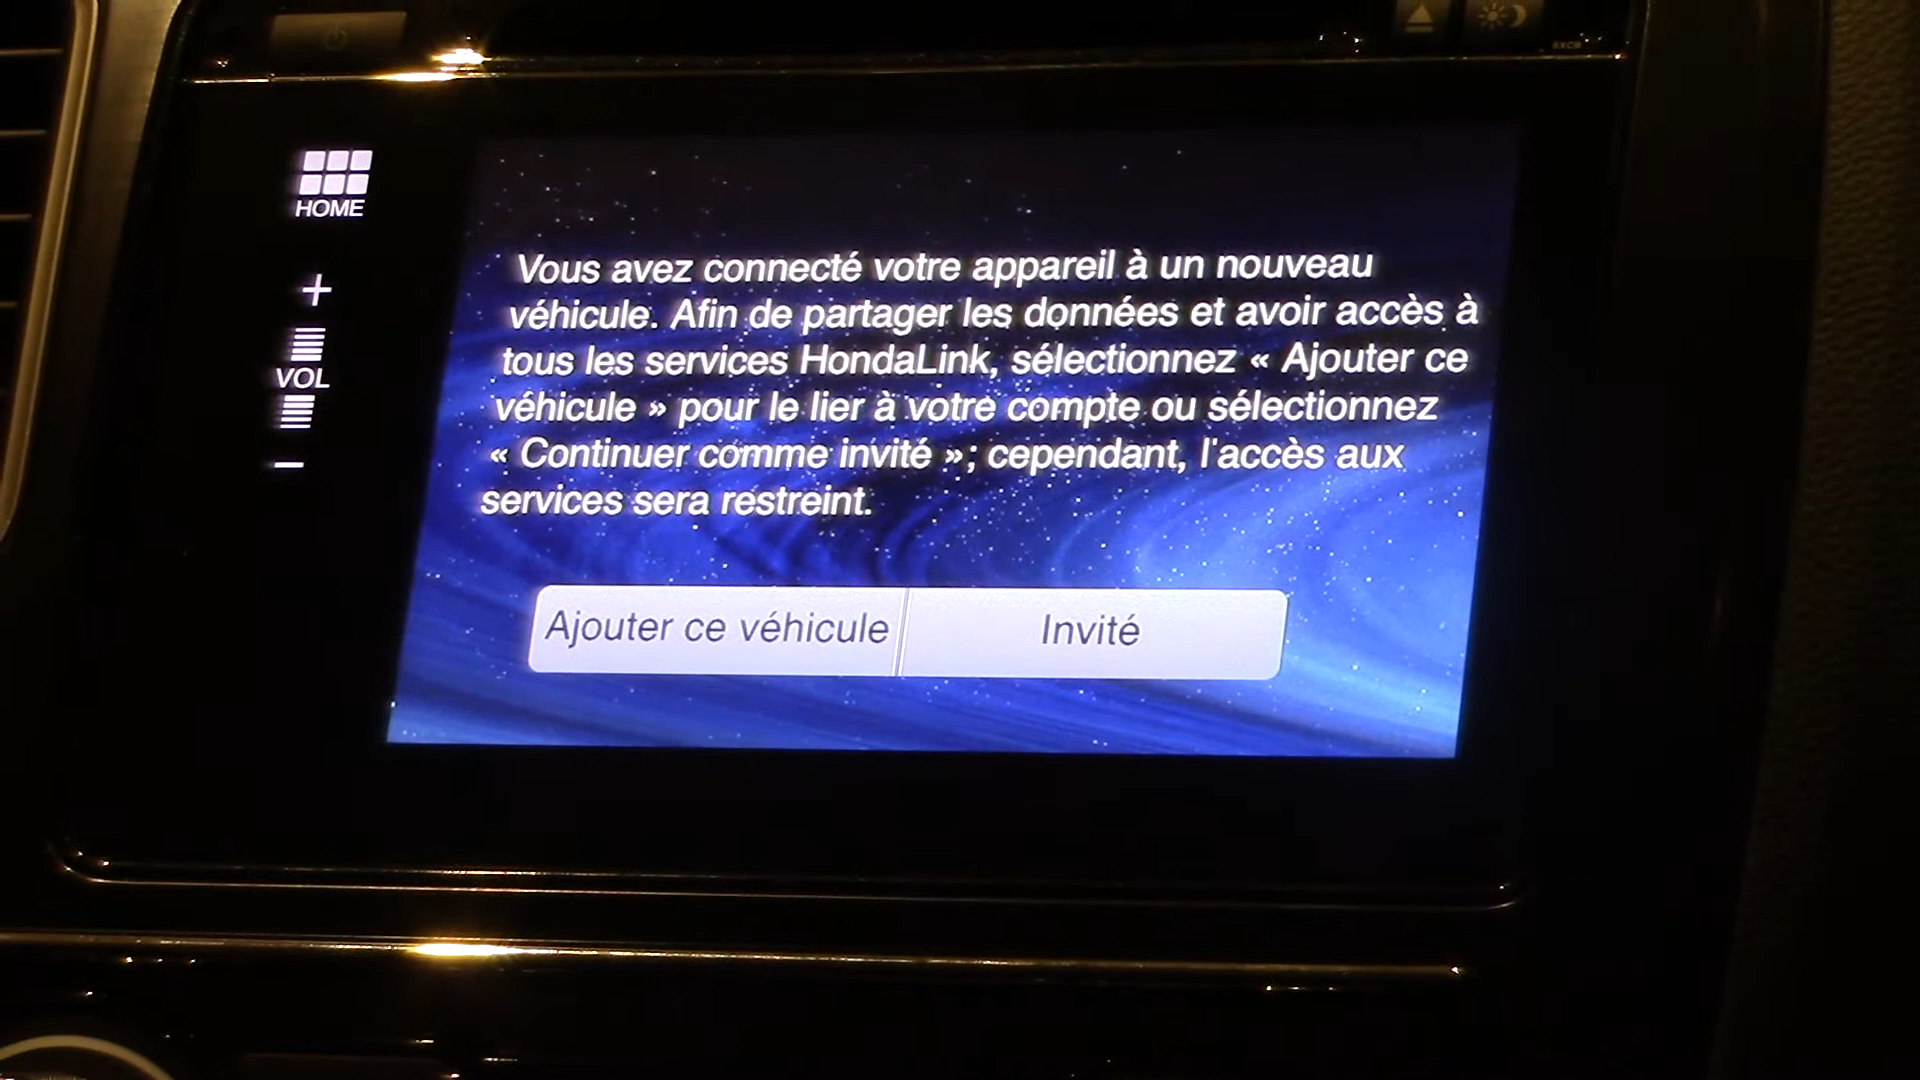 HOME
+
VOL
−
Vous avez connecté votre appareil à un nouveau
véhicule. Afin de partager les données et avoir accès à
tous les services HondaLink, sélectionnez « Ajouter ce
véhicule » pour le lier à votre compte ou sélectionnez
« Continuer comme invité »; cependant, l'accès aux
services sera restreint.
Ajouter ce véhicule
Invité